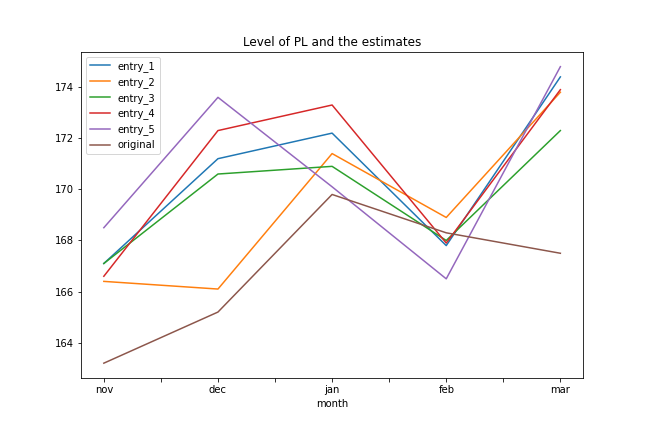 Level of PL and the estimates
entry_1
entry_2
entry_3
entry_4
entry_5
original
174
172
170
168
166
164
nov dec jan feb mar
month